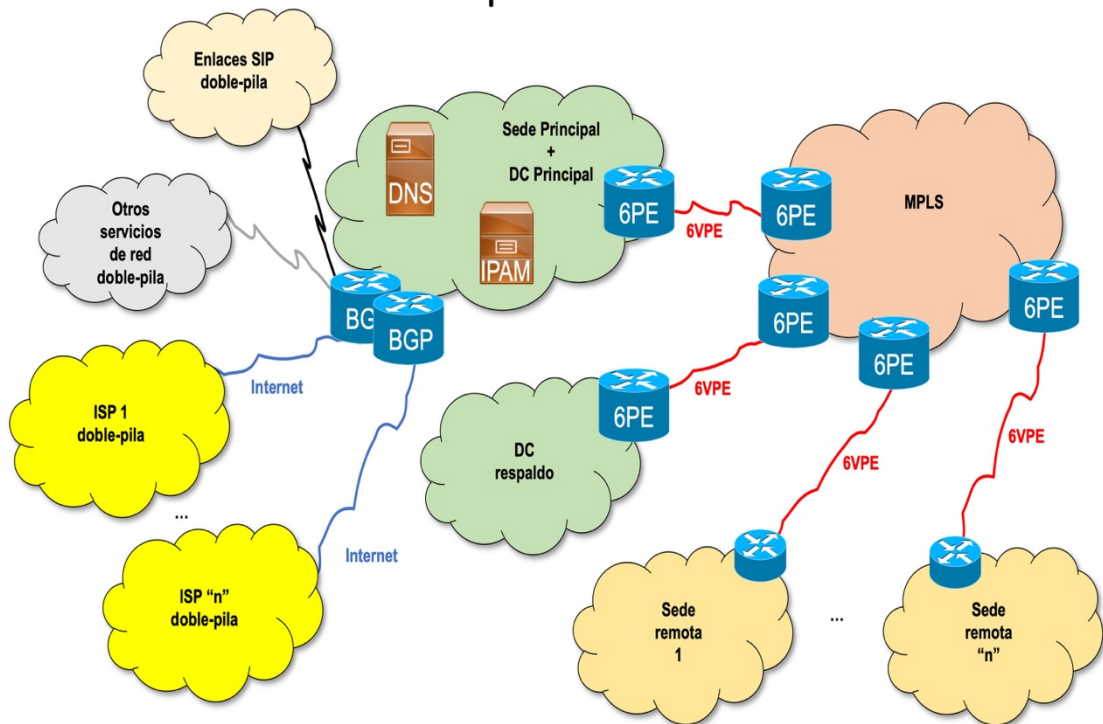 Enlaces SIP
doble-pila
Sede Principal
+
DC Principal
DNS
IPAM
6PE
6VPE
6PE
MPLS
Otros
servicios
de red
doble-pila
BG
BGP
6PE
6PE
6PE
Internet
ISP 1
doble-pila
...
6VPE
6PE
DC
respaldo
6VPE
6VPE
Internet
ISP “n”
doble-pila
Sede
remota
1
...
Sede
remota
“n”